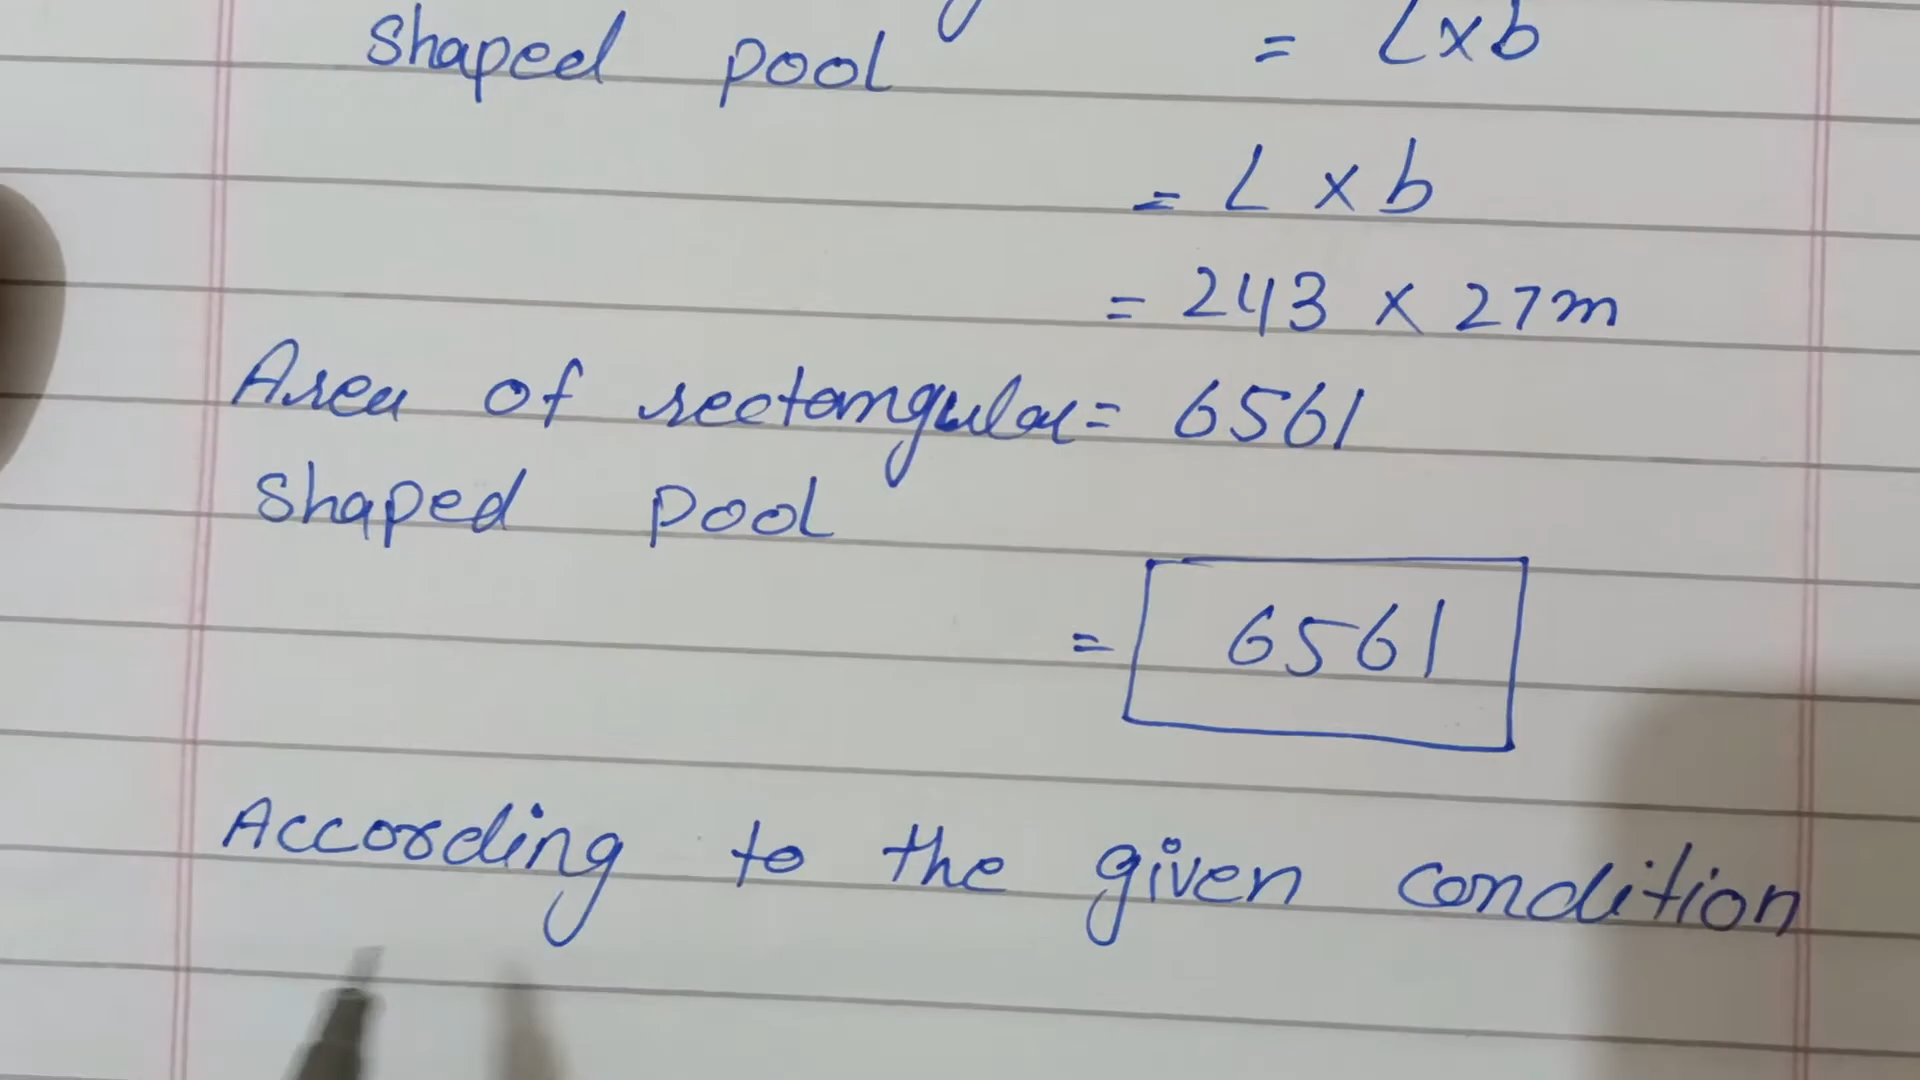 shaped pool = L x b
= L x b
= 243 x 27m
Area of rectangular = 6561
shaped pool
= 6561
According to the given condition